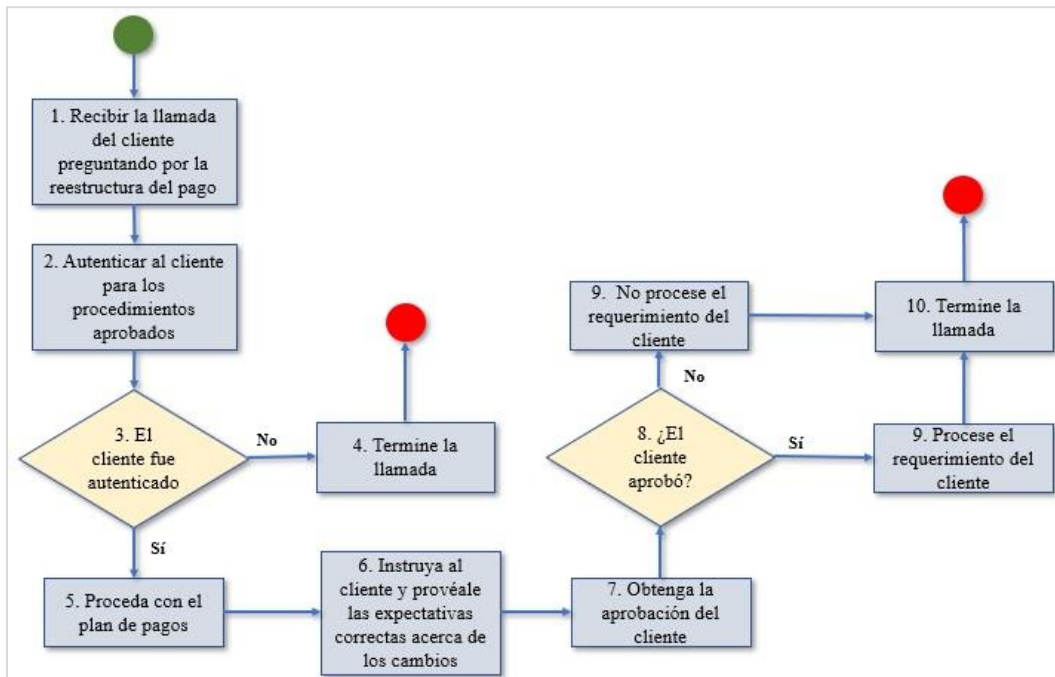 1. Recibir la llamada
del cliente
preguntando por la
reestructura del pago
2. Autenticar al cliente
para los
procedimientos
aprobados
3. El
cliente fue
autenticado
No
4. Termine la
llamada
Sí
5. Proceda con el
plan de pagos
6. Instruya al
cliente y provéale
las expectativas
correctas acerca de
los cambios
7. Obtenga la
aprobación del
cliente
8. ¿El
cliente
aprobó?
No
9. No procese el
requerimiento del
cliente
Sí
9. Procese el
requerimiento del
cliente
10. Termine la
llamada